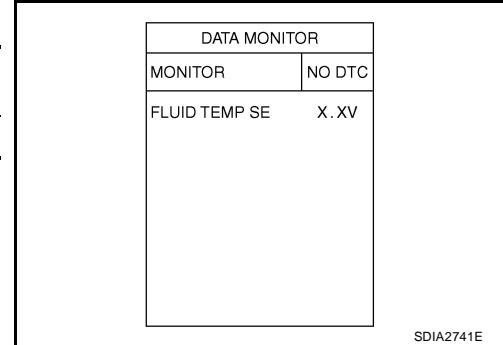 DATA MONITOR
MONITOR NO DTC
FLUID TEMP SE X.XV
SDIA2741E